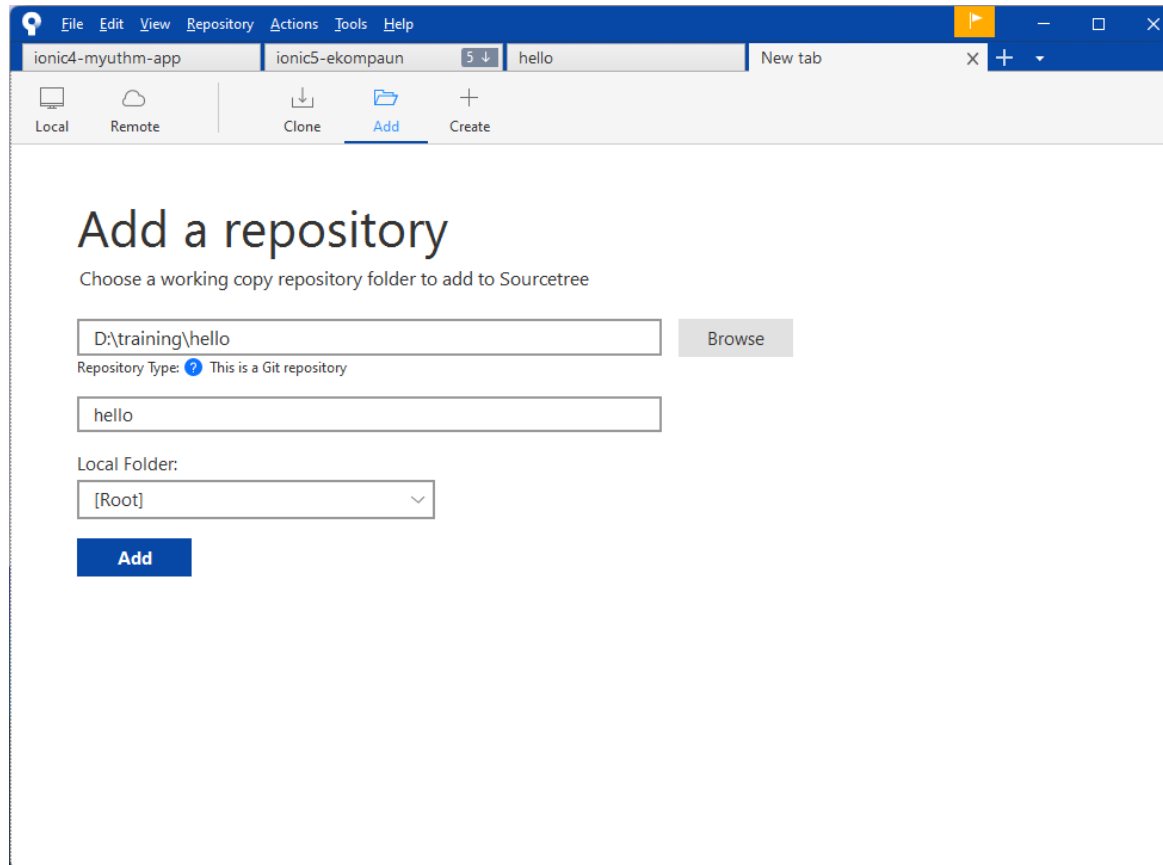 File Edit View Repository Actions Tools Help
ionic4-myuthm-app ionic5-ekompaun 5 ↓ hello New tab
Local Remote Clone Add Create
Add a repository
Choose a working copy repository folder to add to Sourcetree
D:\training\hello Browse
Repository Type: ? This is a Git repository
hello
Local Folder:
[Root]
Add